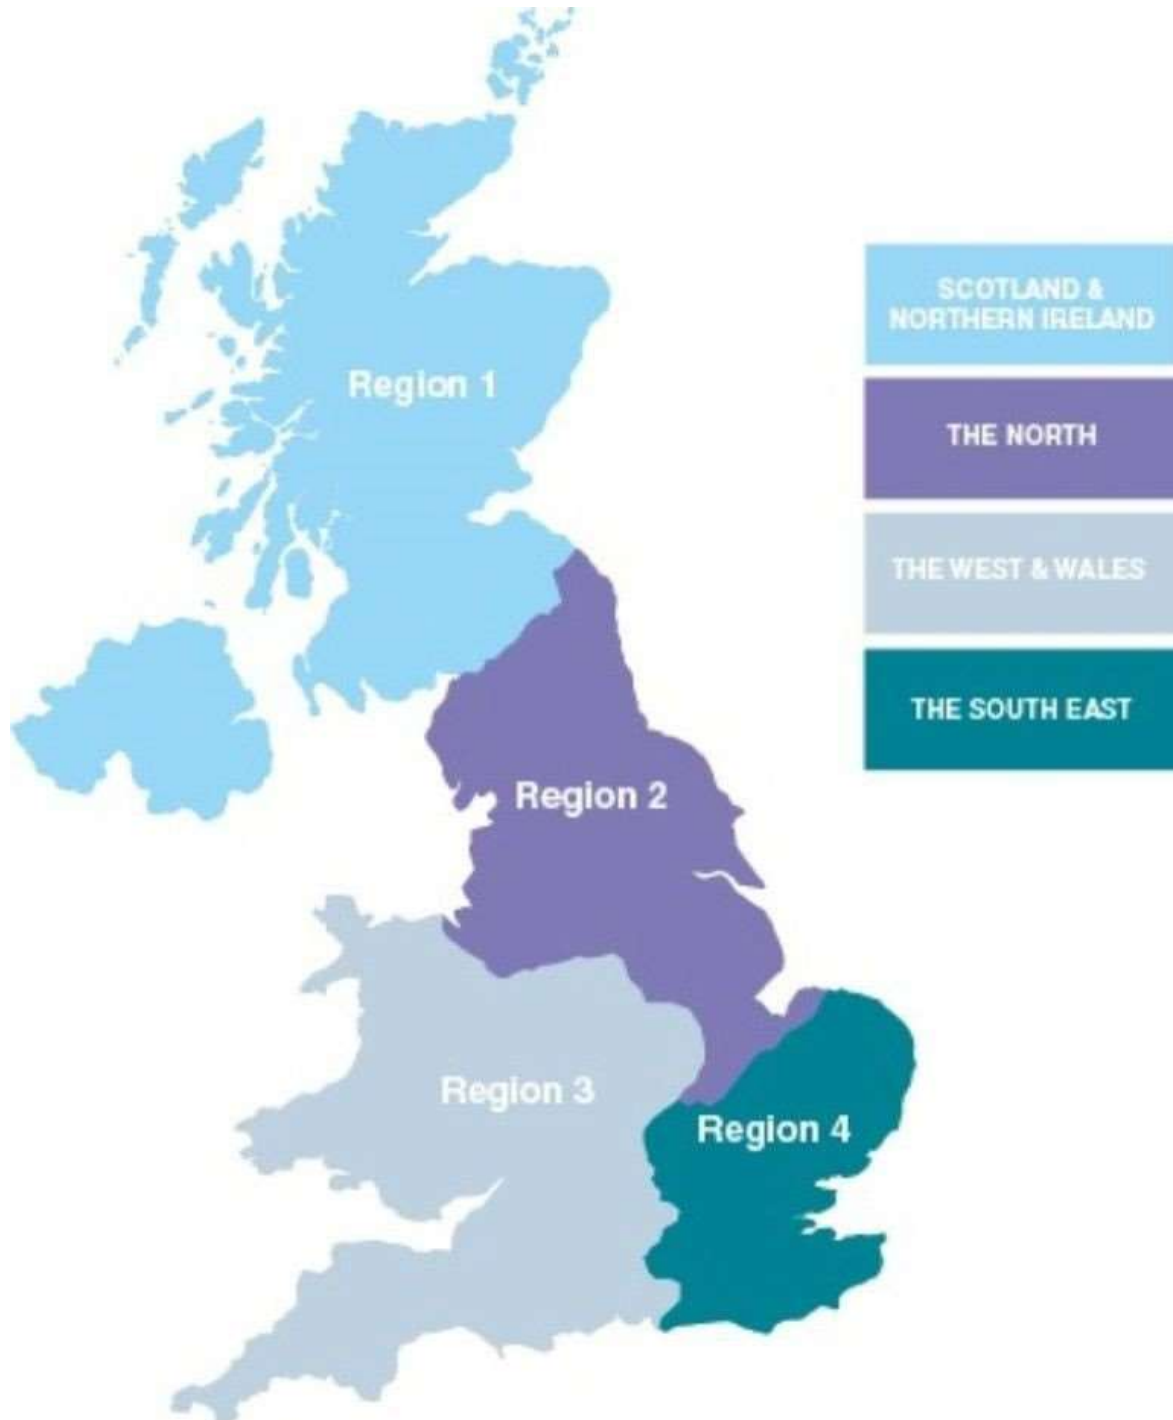 SCOTLAND &
NORTHERN IRELAND
Region 1
THE NORTH
THE WEST & WALES
THE SOUTH EAST
Region 2
Region 3
Region 4